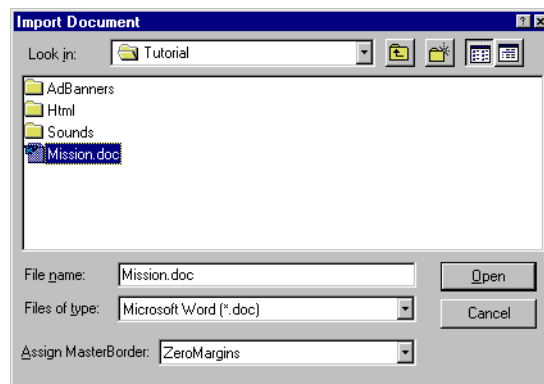 Import Document
Look in: Tutorial
AdBanners
Html
Sounds
Mission.doc
File name: Mission.doc Open
Files of type: Microsoft Word (*.doc) Cancel
Assign MasterBorder: ZeroMargins